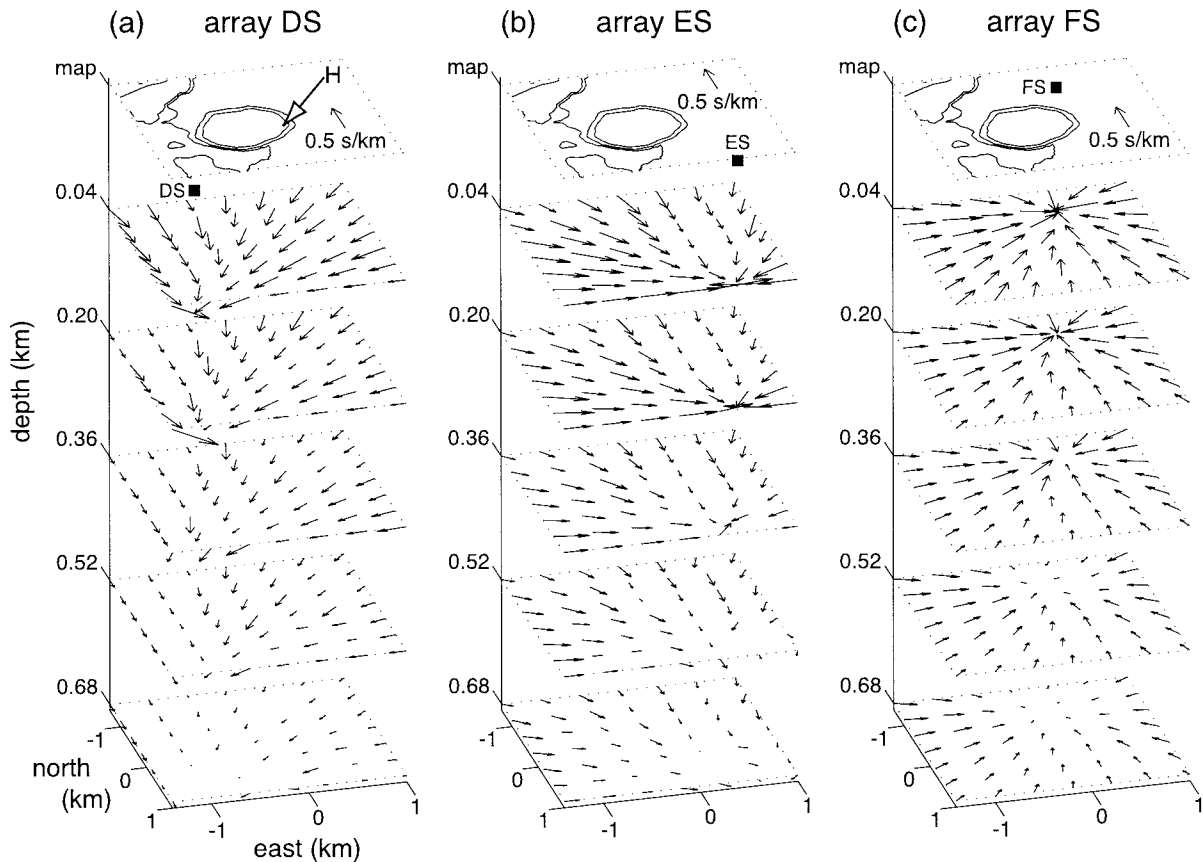 (a) array DS
(b) array ES
(c) array FS
map
H
0.5 s/km
DS
0.5 s/km
ES
FS
0.5 s/km
depth (km)
0.04
0.20
0.36
0.52
0.68
-1
0
1
north
(km)
-1
0
1
east (km)
map
0.04
0.20
0.36
0.52
0.68
-1
0
1
-1
0
1
map
0.04
0.20
0.36
0.52
0.68
-1
0
1
-1
0
1